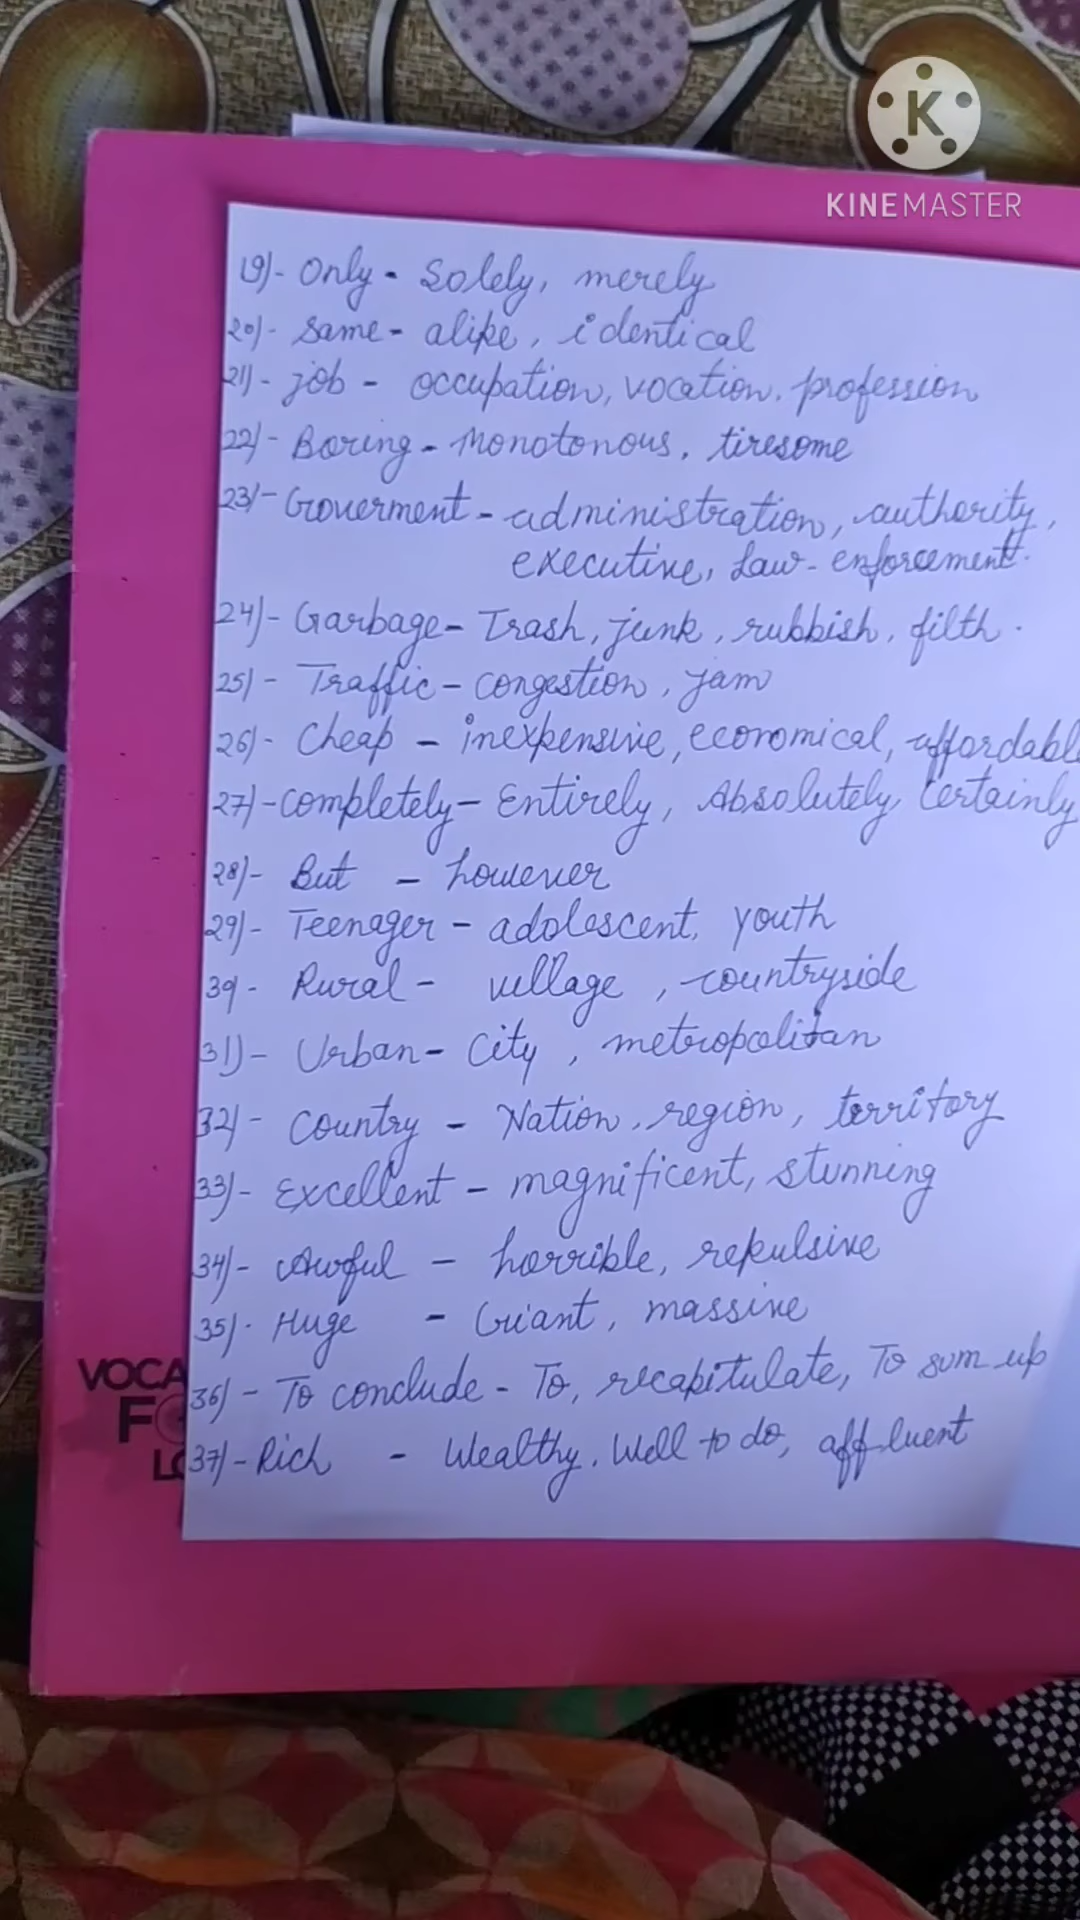 K
KINEMASTER
19)- Only - Solely, merely
20)- Same - alike, identical
21)- job - occupation, vocation, profession
22)- Boring - Monotonous, tiresome
23)- Goverment - administration, authority,
executive, Law-enforcement.
24)- Garbage - Trash, junk, rubbish, filth.
25)- Traffic - congestion, jam
26)- Cheap - inexpensive, economical, affordable
27)- Completely - Entirely, Absolutely, Certainly
28)- But - however
29)- Teenager - adolescent, youth
30)- Rural - village, countryside
31)- Urban - City, metropolitan
32)- Country - Nation, region, territory
33)- Excellent - magnificent, stunning
34)- Awful - horrible, repulsive
35)- Huge - Giant, massive
36)- To conclude - To, recapitulate, To sum up
37)- Rich - Wealthy, Well to do, affluent
VOCA
F
LO